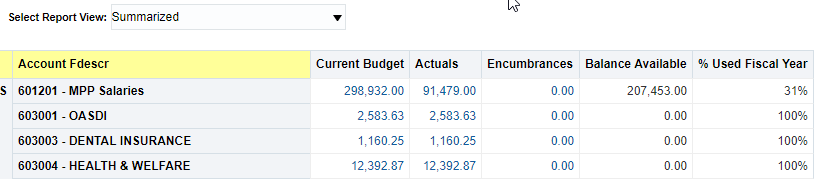 Select Report View: Summarized
Account Fdescr Current Budget Actuals Encumbrances Balance Available % Used Fiscal Year
S 601201 - MPP Salaries 298,932.00 91,479.00 0.00 207,453.00 31%
603001 - OASDI 2,583.63 2,583.63 0.00 0.00 100%
603003 - DENTAL INSURANCE 1,160.25 1,160.25 0.00 0.00 100%
603004 - HEALTH & WELFARE 12,392.87 12,392.87 0.00 0.00 100%